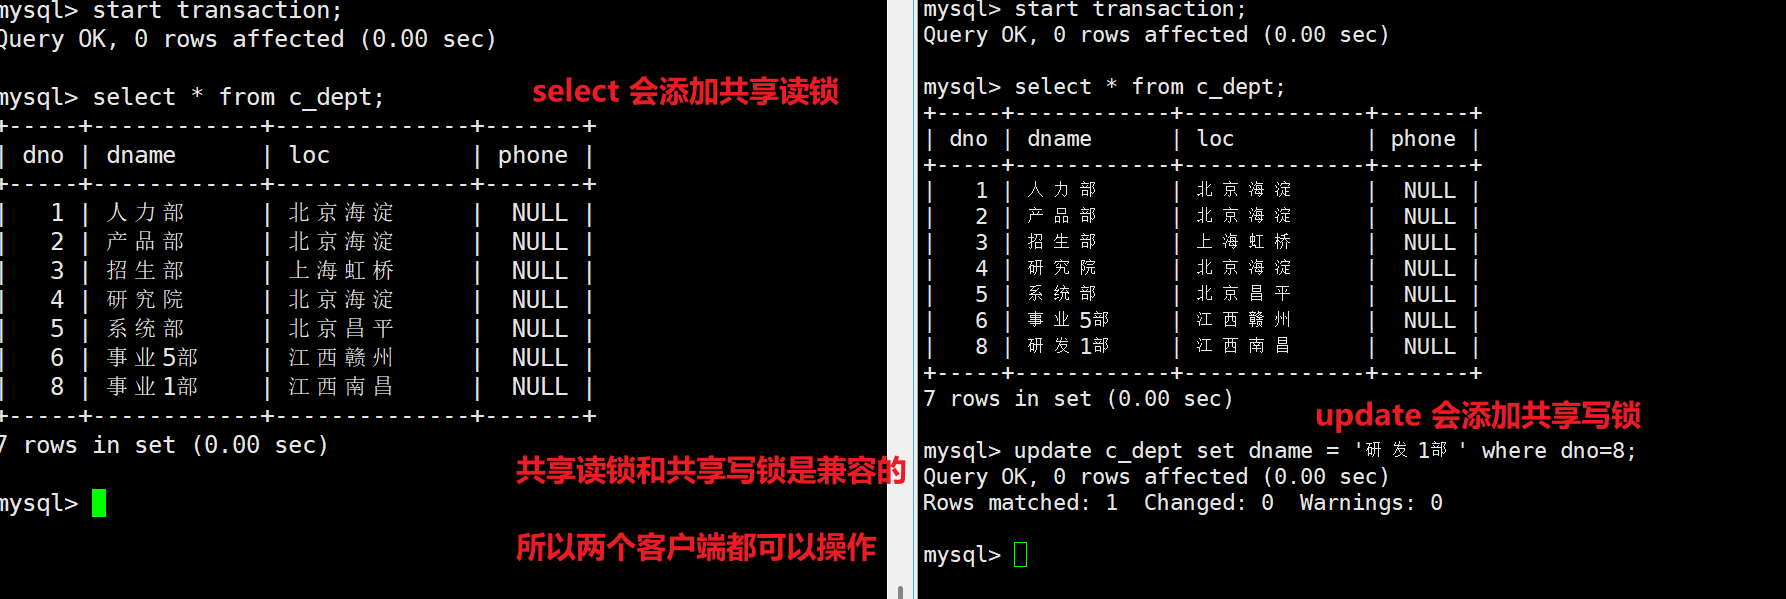 mysql> start transaction;
Query OK, 0 rows affected (0.00 sec)
mysql> select * from c_dept;
select 会添加共享读锁
+-----+------------+--------------+-------+
| dno | dname      | loc          | phone |
+-----+------------+--------------+-------+
|   1 | 人力部     | 北京海淀     |  NULL |
|   2 | 产品部     | 北京海淀     |  NULL |
|   3 | 招生部     | 上海虹桥     |  NULL |
|   4 | 研究院     | 北京海淀     |  NULL |
|   5 | 系统部     | 北京昌平     |  NULL |
|   6 | 事业5部    | 江西赣州     |  NULL |
|   8 | 事业1部    | 江西南昌     |  NULL |
+-----+------------+--------------+-------+
7 rows in set (0.00 sec)
共享读锁和共享写锁是兼容的
mysql>
所以两个客户端都可以操作
mysql> start transaction;
Query OK, 0 rows affected (0.00 sec)
mysql> select * from c_dept;
+-----+------------+--------------+-------+
| dno | dname      | loc          | phone |
+-----+------------+--------------+-------+
|   1 | 人力部     | 北京海淀     |  NULL |
|   2 | 产品部     | 北京海淀     |  NULL |
|   3 | 招生部     | 上海虹桥     |  NULL |
|   4 | 研究院     | 北京海淀     |  NULL |
|   5 | 系统部     | 北京昌平     |  NULL |
|   6 | 事业5部    | 江西赣州     |  NULL |
|   8 | 研发1部    | 江西南昌     |  NULL |
+-----+------------+--------------+-------+
7 rows in set (0.00 sec)
update 会添加共享写锁
mysql> update c_dept set dname = '研发1部' where dno=8;
Query OK, 0 rows affected (0.00 sec)
Rows matched: 1  Changed: 0  Warnings: 0
mysql>